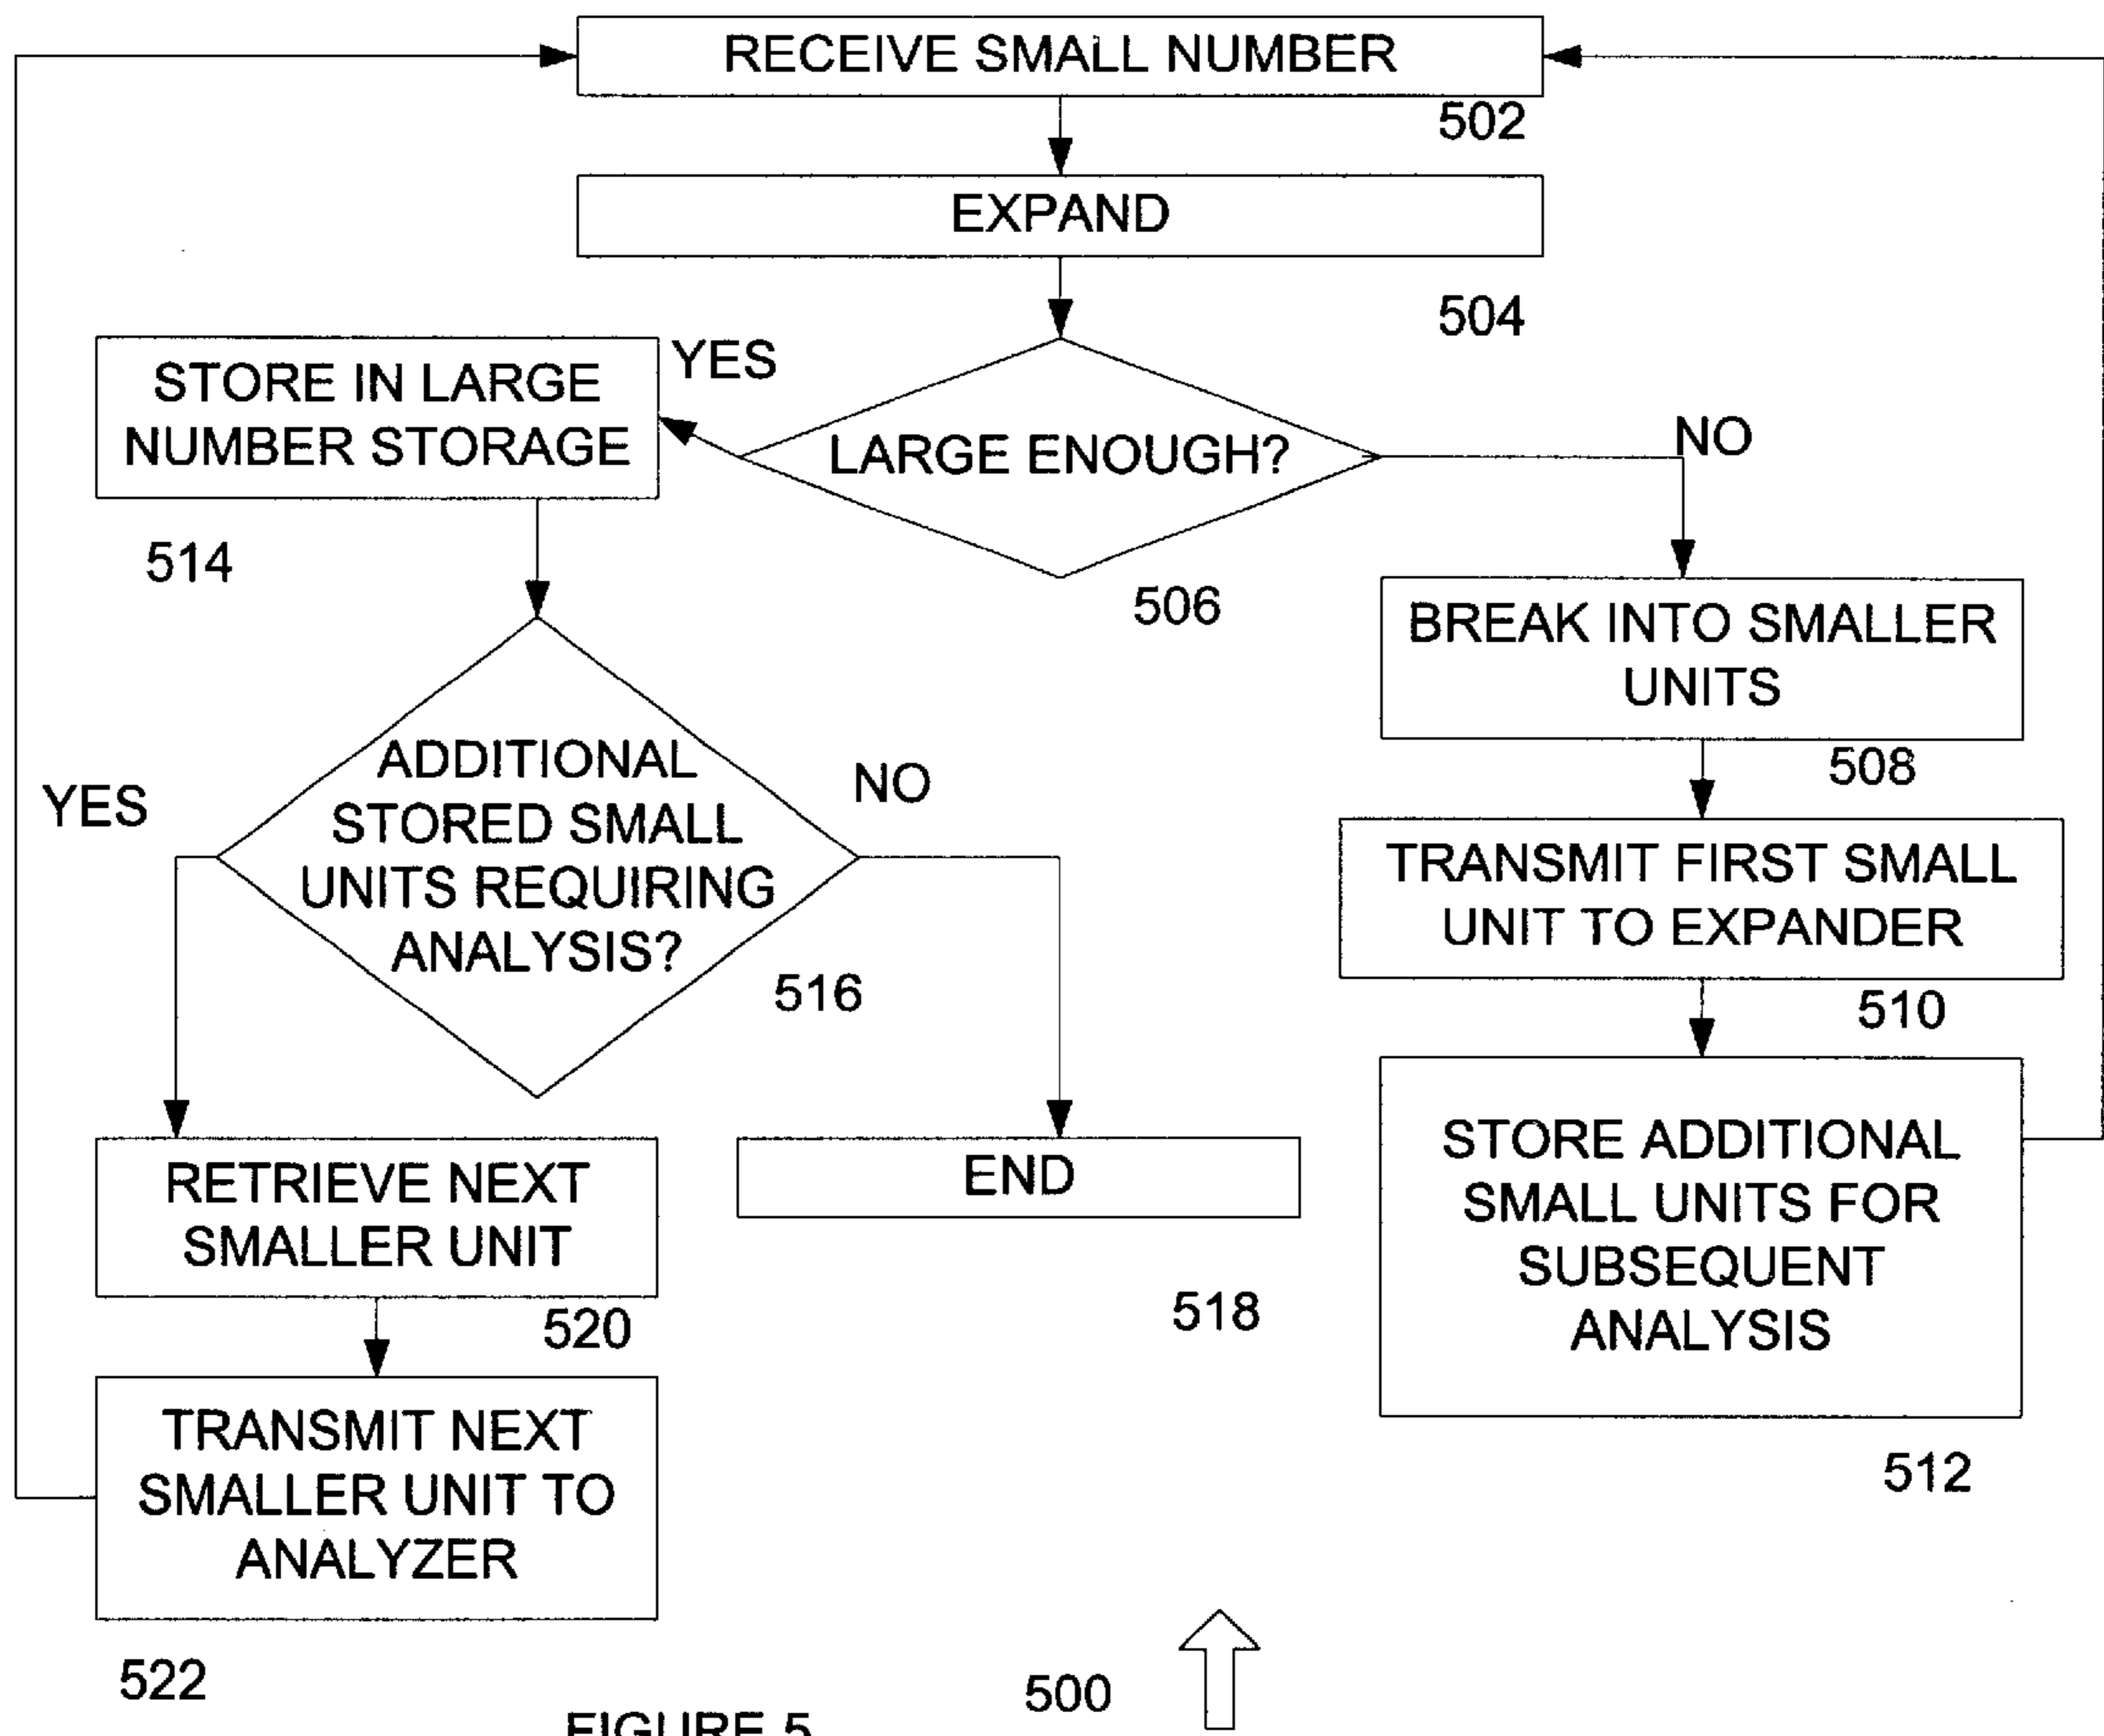 RECEIVE SMALL NUMBER
502
EXPAND
504
YES
STORE IN LARGE
NUMBER STORAGE
514
LARGE ENOUGH?
506
NO
BREAK INTO SMALLER
UNITS
508
TRANSMIT FIRST SMALL
UNIT TO EXPANDER
510
STORE ADDITIONAL
SMALL UNITS FOR
SUBSEQUENT
ANALYSIS
512
ADDITIONAL
STORED SMALL
UNITS REQUIRING
ANALYSIS?
516
YES
NO
RETRIEVE NEXT
SMALLER UNIT
520
END
518
TRANSMIT NEXT
SMALLER UNIT TO
ANALYZER
522
500
FIGURE 5